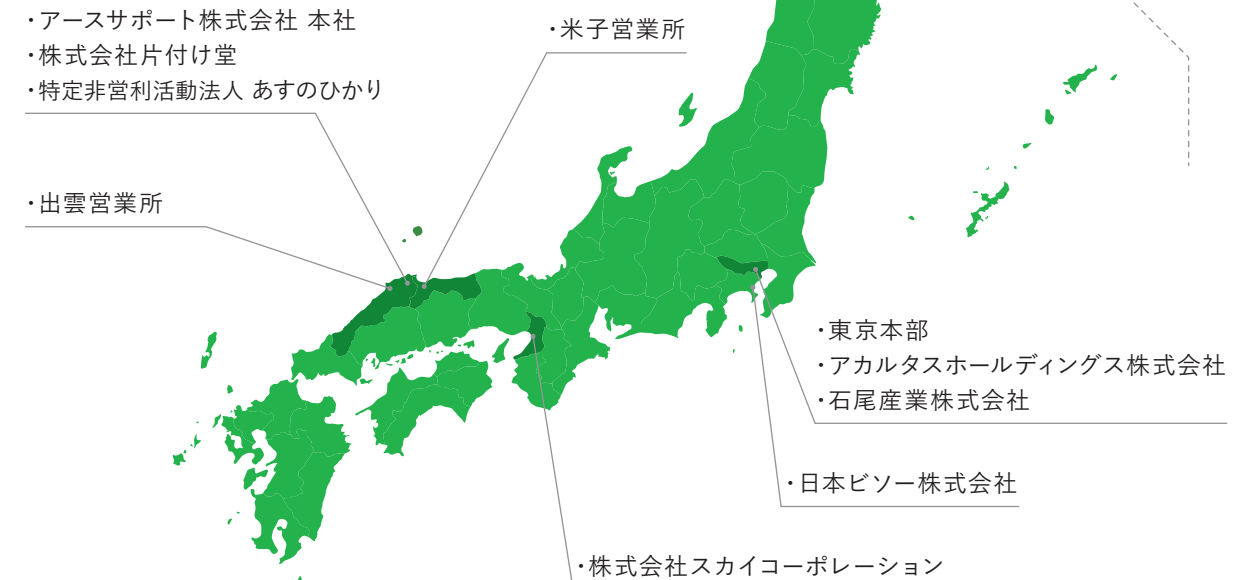 ・アースサポート株式会社 本社
・株式会社片付け堂
・特定非営利活動法人 あすのひかり
・米子営業所
・出雲営業所
・東京本部
・アカルタスホールディングス株式会社
・石尾産業株式会社
・日本ビソー株式会社
・株式会社スカイコーポレーション